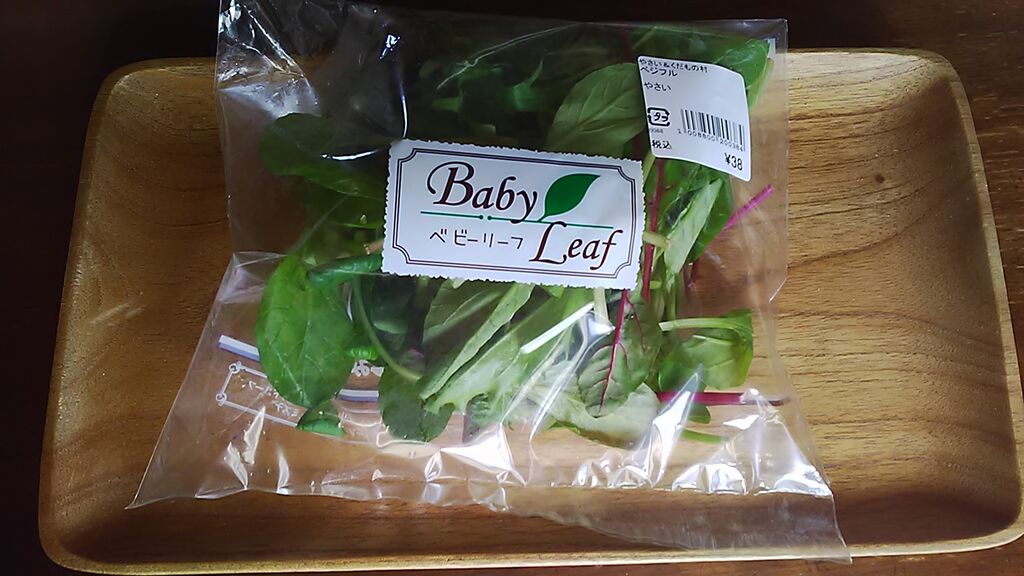 やさい&くだもの村
ベジフル
やさい
税込
¥38
Baby
Leaf
ベビーリーフ